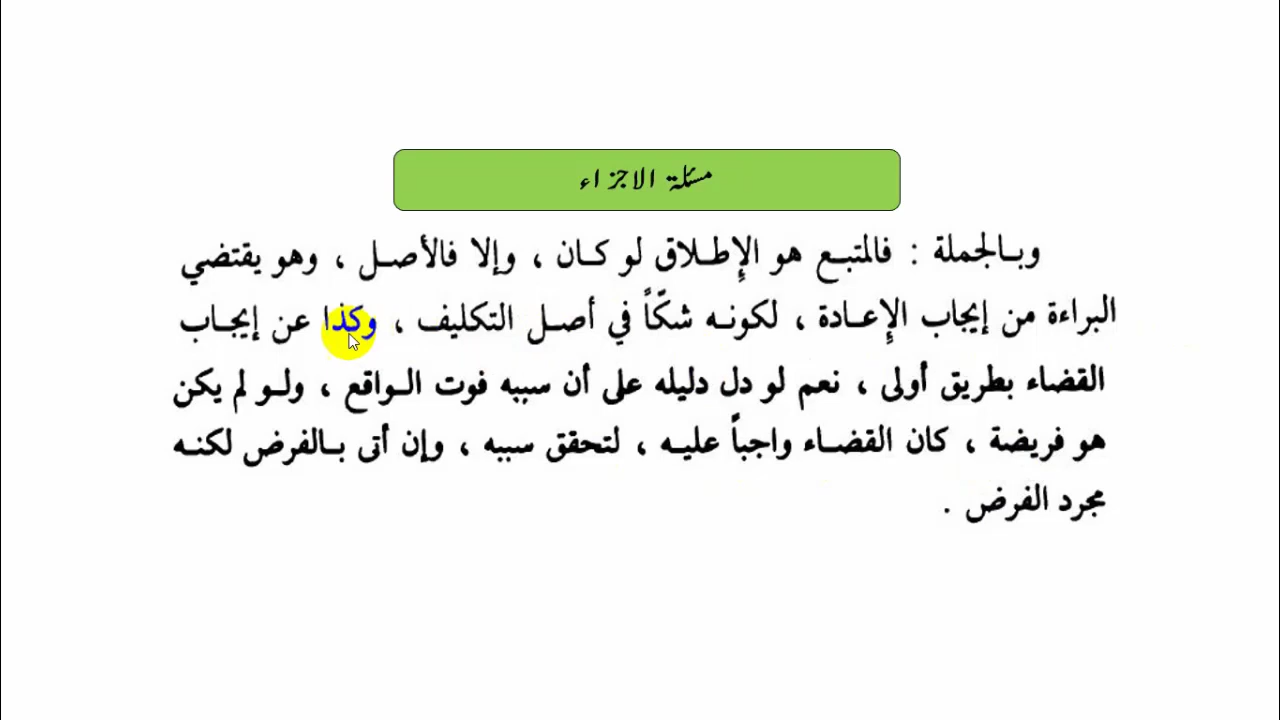 مسئلة الاجزاء
وبالجملة : فالمتبع هو الإطلاق لو كان ، وإلا فالأصل ، وهو يقتضي
البراءة من إيجاب الإعادة ، لكونه شكّاً في أصل التكليف ، وكذا عن إيجاب
القضاء بطريق أولى ، نعم لو دل دليله على أن سببه فوت الواقع ، ولو لم يكن
هو فريضة ، كان القضاء واجباً عليه ، لتحقق سببه ، وإن أتى بالفرض لكنه
مجرد الفرض .